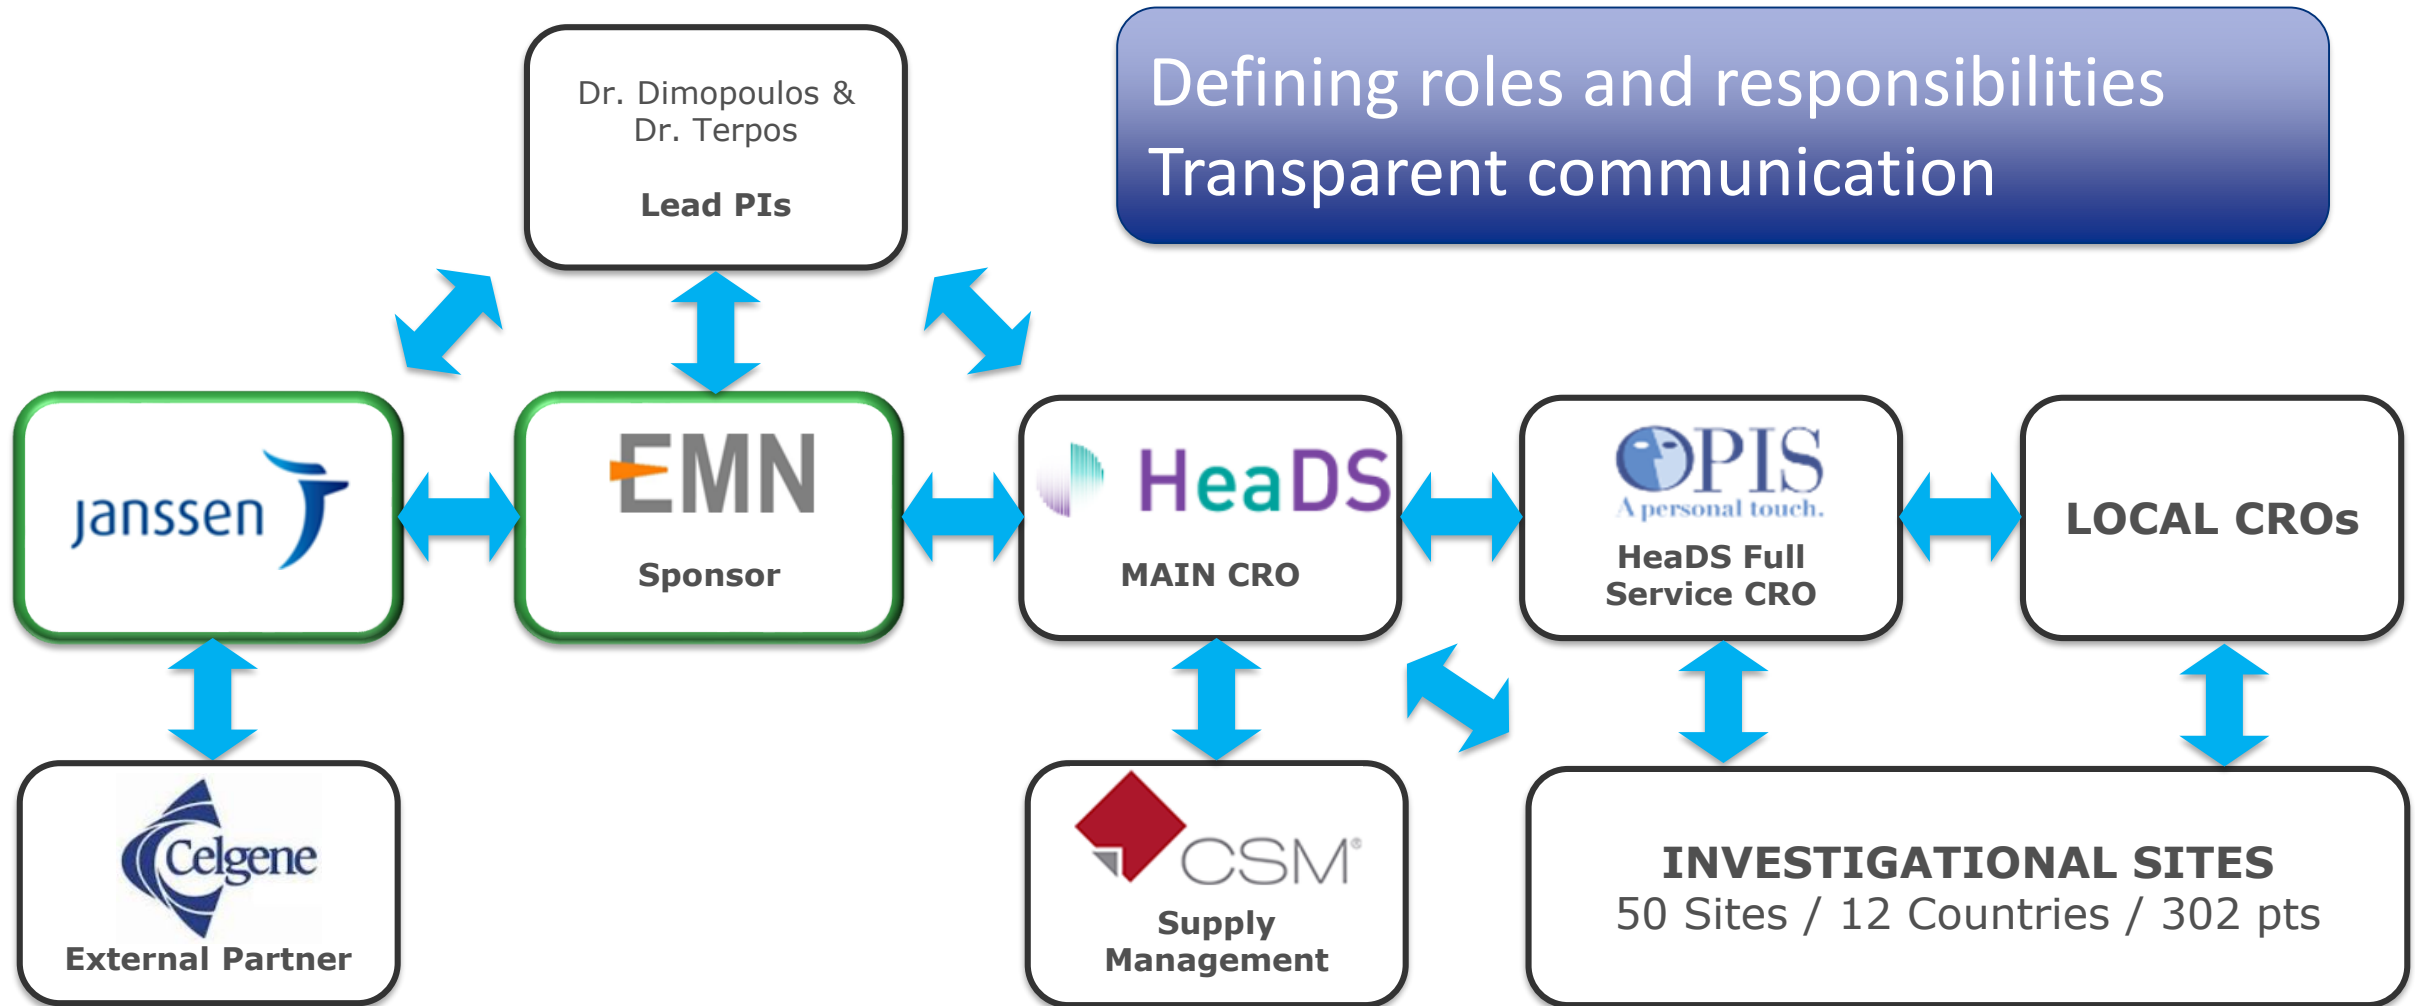 Dr. Dimopoulos &
Dr. Terpos
Lead PIs
Defining roles and responsibilities
Transparent communication
janssen
EMN
Sponsor
HeaDS
MAIN CRO
OPIS
A personal touch.
HeaDS Full
Service CRO
LOCAL CROs
Celgene
External Partner
CSM®
Supply
Management
INVESTIGATIONAL SITES
50 Sites / 12 Countries / 302 pts